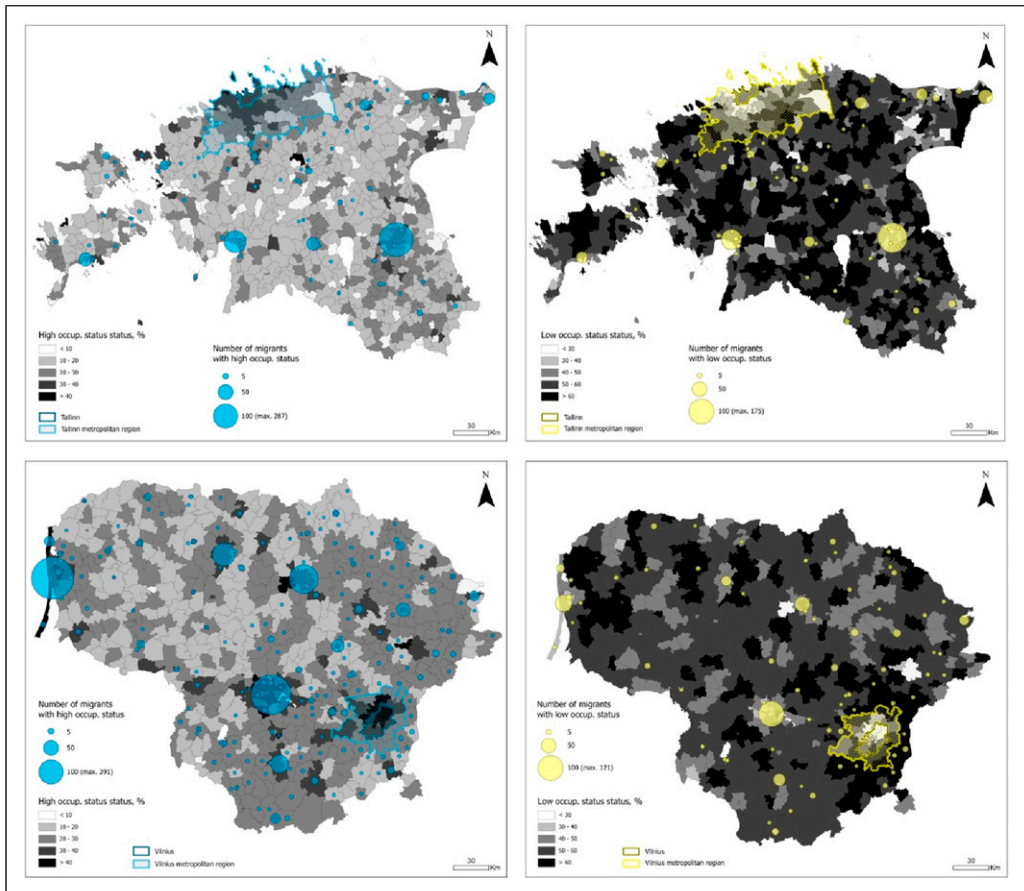 N
High occup. status status, %
< 10
10 - 20
20 - 30
30 - 40
> 40
Tallinn
Tallinn metropolitan region
Number of migrants
with high occup. status
5
50
100 (max. 287)
30
Km
N
Low occup. status status, %
< 30
30 - 40
40 - 50
50 - 60
> 60
Tallinn
Tallinn metropolitan region
Number of migrants
with low occup. status
5
50
100 (max. 175)
30
Km
N
Number of migrants
with high occup. status
5
50
100 (max. 391)
High occup. status status, %
< 10
10 - 20
20 - 30
30 - 40
> 40
Vilnius
Vilnius metropolitan region
30
Km
N
Number of migrants
with low occup. status
5
50
100 (max. 121)
Low occup. status status, %
< 30
30 - 40
40 - 50
50 - 60
> 60
Vilnius
Vilnius metropolitan region
30
Km